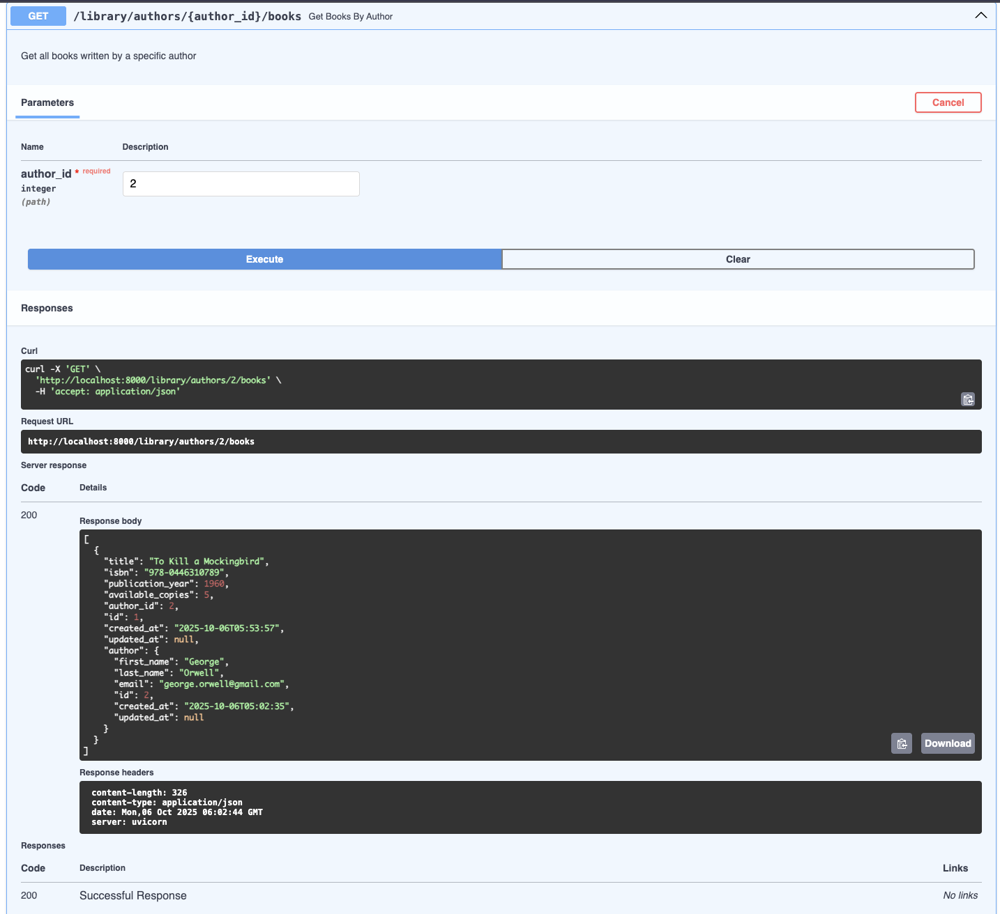 GET /library/authors/{author_id}/books Get Books By Author
Get all books written by a specific author
Parameters
Cancel
Name Description
author_id * required
integer
(path)
2
Execute
Clear
Responses
Curl
curl -X 'GET' \
  'http://localhost:8000/library/authors/2/books' \
  -H 'accept: application/json'
Request URL
http://localhost:8000/library/authors/2/books
Server response
Code Details
200
Response body
[
  {
    "title": "To Kill a Mockingbird",
    "isbn": "978-0446310789",
    "publication_year": 1960,
    "available_copies": 5,
    "author_id": 2,
    "id": 1,
    "created_at": "2025-10-06T05:53:57",
    "updated_at": null,
    "author": {
      "first_name": "George",
      "last_name": "Orwell",
      "email": "george.orwell@gmail.com",
      "id": 2,
      "created_at": "2025-10-06T05:02:35",
      "updated_at": null
    }
  }
]
Download
Response headers
content-length: 326
content-type: application/json
date: Mon,06 Oct 2025 06:02:44 GMT
server: uvicorn
Responses
Code Description Links
200 Successful Response No links